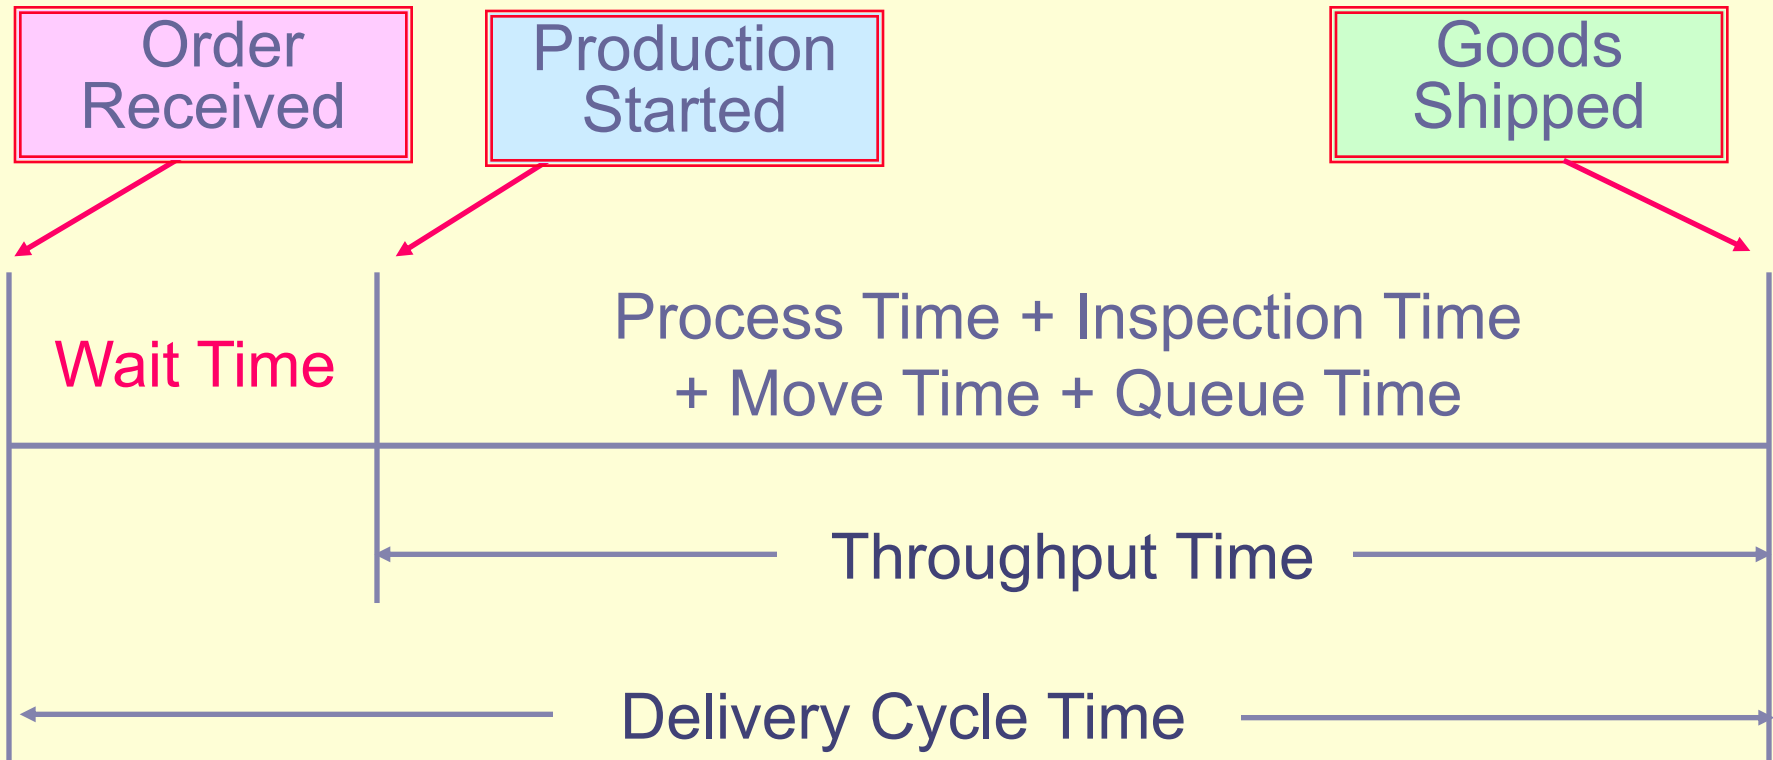 Order
Received
Production
Started
Goods
Shipped
Wait Time
Process Time + Inspection Time
+ Move Time + Queue Time
Throughput Time
Delivery Cycle Time